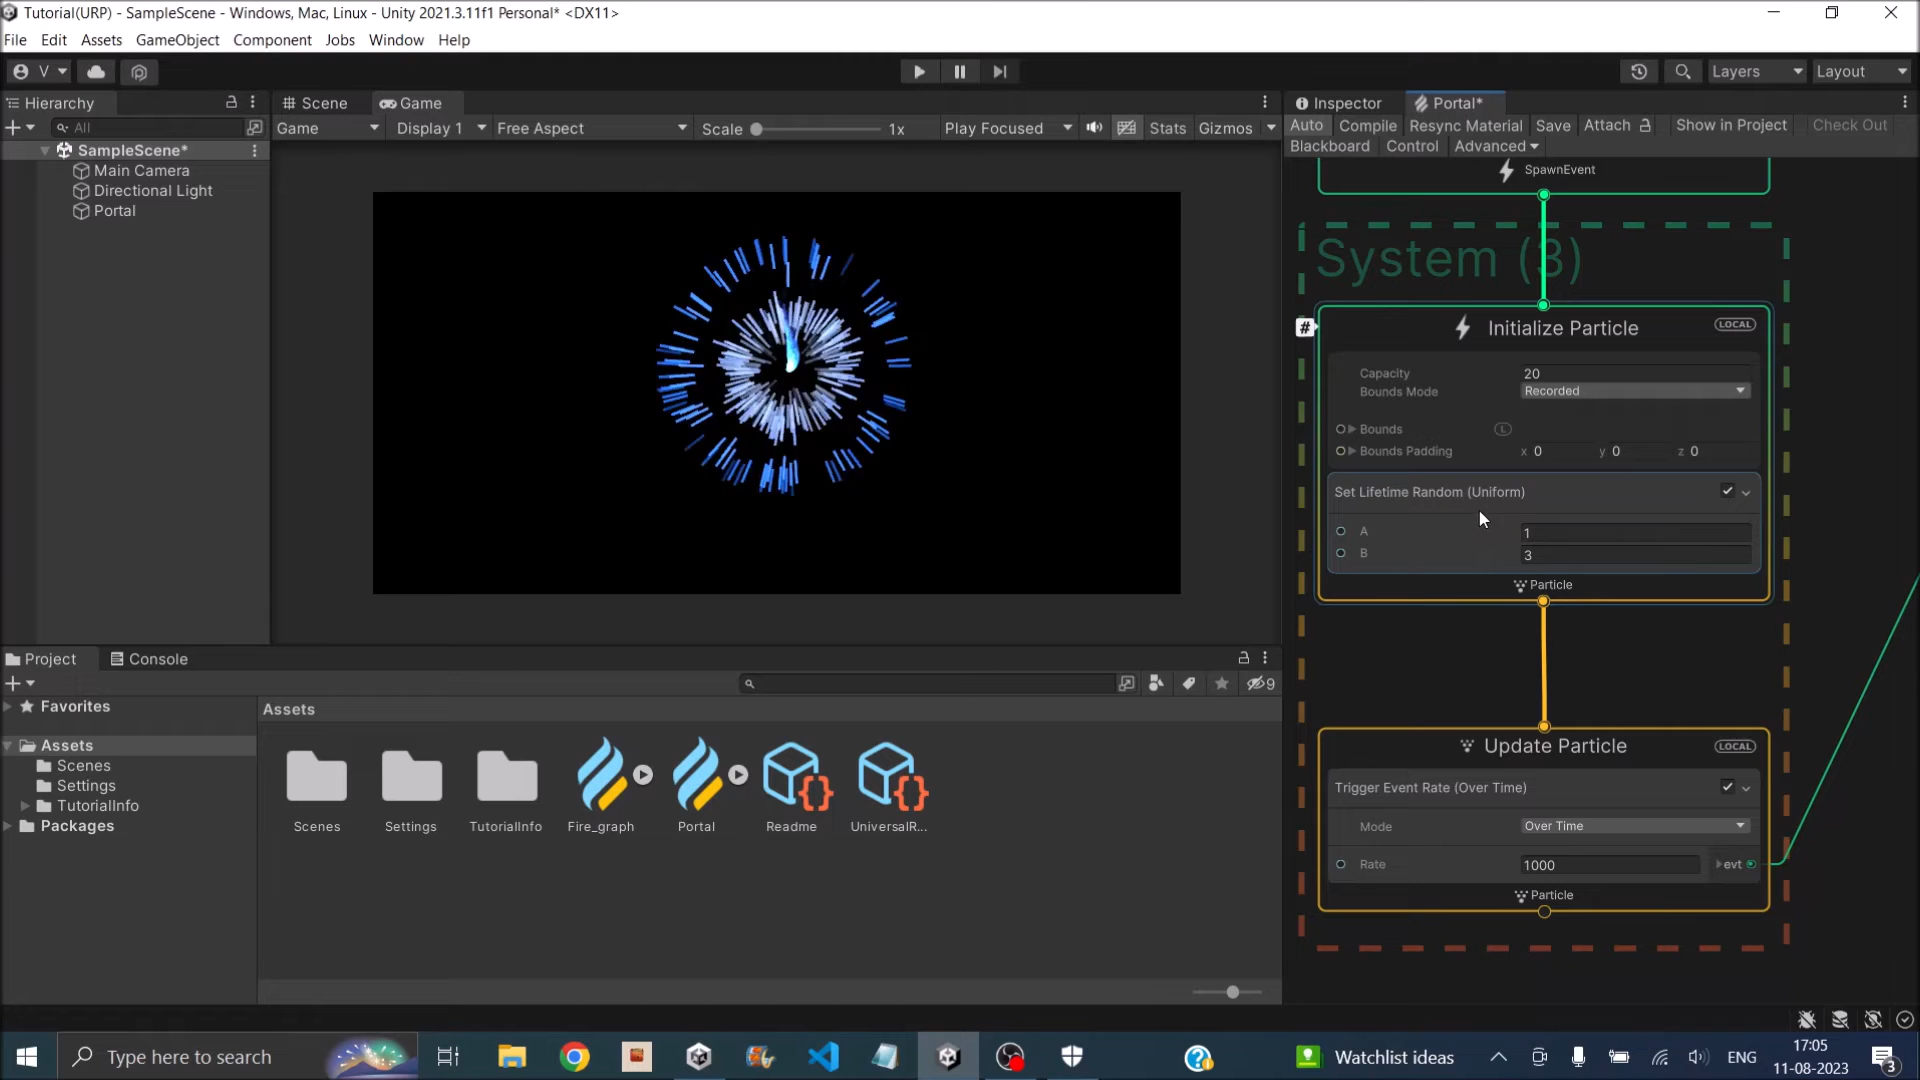 Tutorial(URP) - SampleScene - Windows, Mac, Linux - Unity 2021.3.11f1 Personal* <DX11>
File Edit Assets GameObject Component Jobs Window Help
V Layers Layout
Hierarchy
All
SampleScene*
Main Camera
Directional Light
Portal
Scene Game
Game Display 1 Free Aspect Scale 1x Play Focused Stats Gizmos
Inspector Portal*
Auto Compile Resync Material Save Attach Show in Project Check Out
Blackboard Control Advanced
SpawnEvent
System (3)
# Initialize Particle LOCAL
Capacity 20
Bounds Mode Recorded
Bounds L
Bounds Padding x 0 y 0 z 0
Set Lifetime Random (Uniform)
A 1
B 3
Particle
Update Particle LOCAL
Trigger Event Rate (Over Time)
Mode Over Time
Rate 1000 evt
Particle
Project Console
9
Favorites
Assets
Scenes
Settings
TutorialInfo
Packages
Assets
Scenes Settings TutorialInfo Fire_graph Portal Readme UniversalR...
Type here to search
Watchlist ideas
ENG
17:05
11-08-2023
3